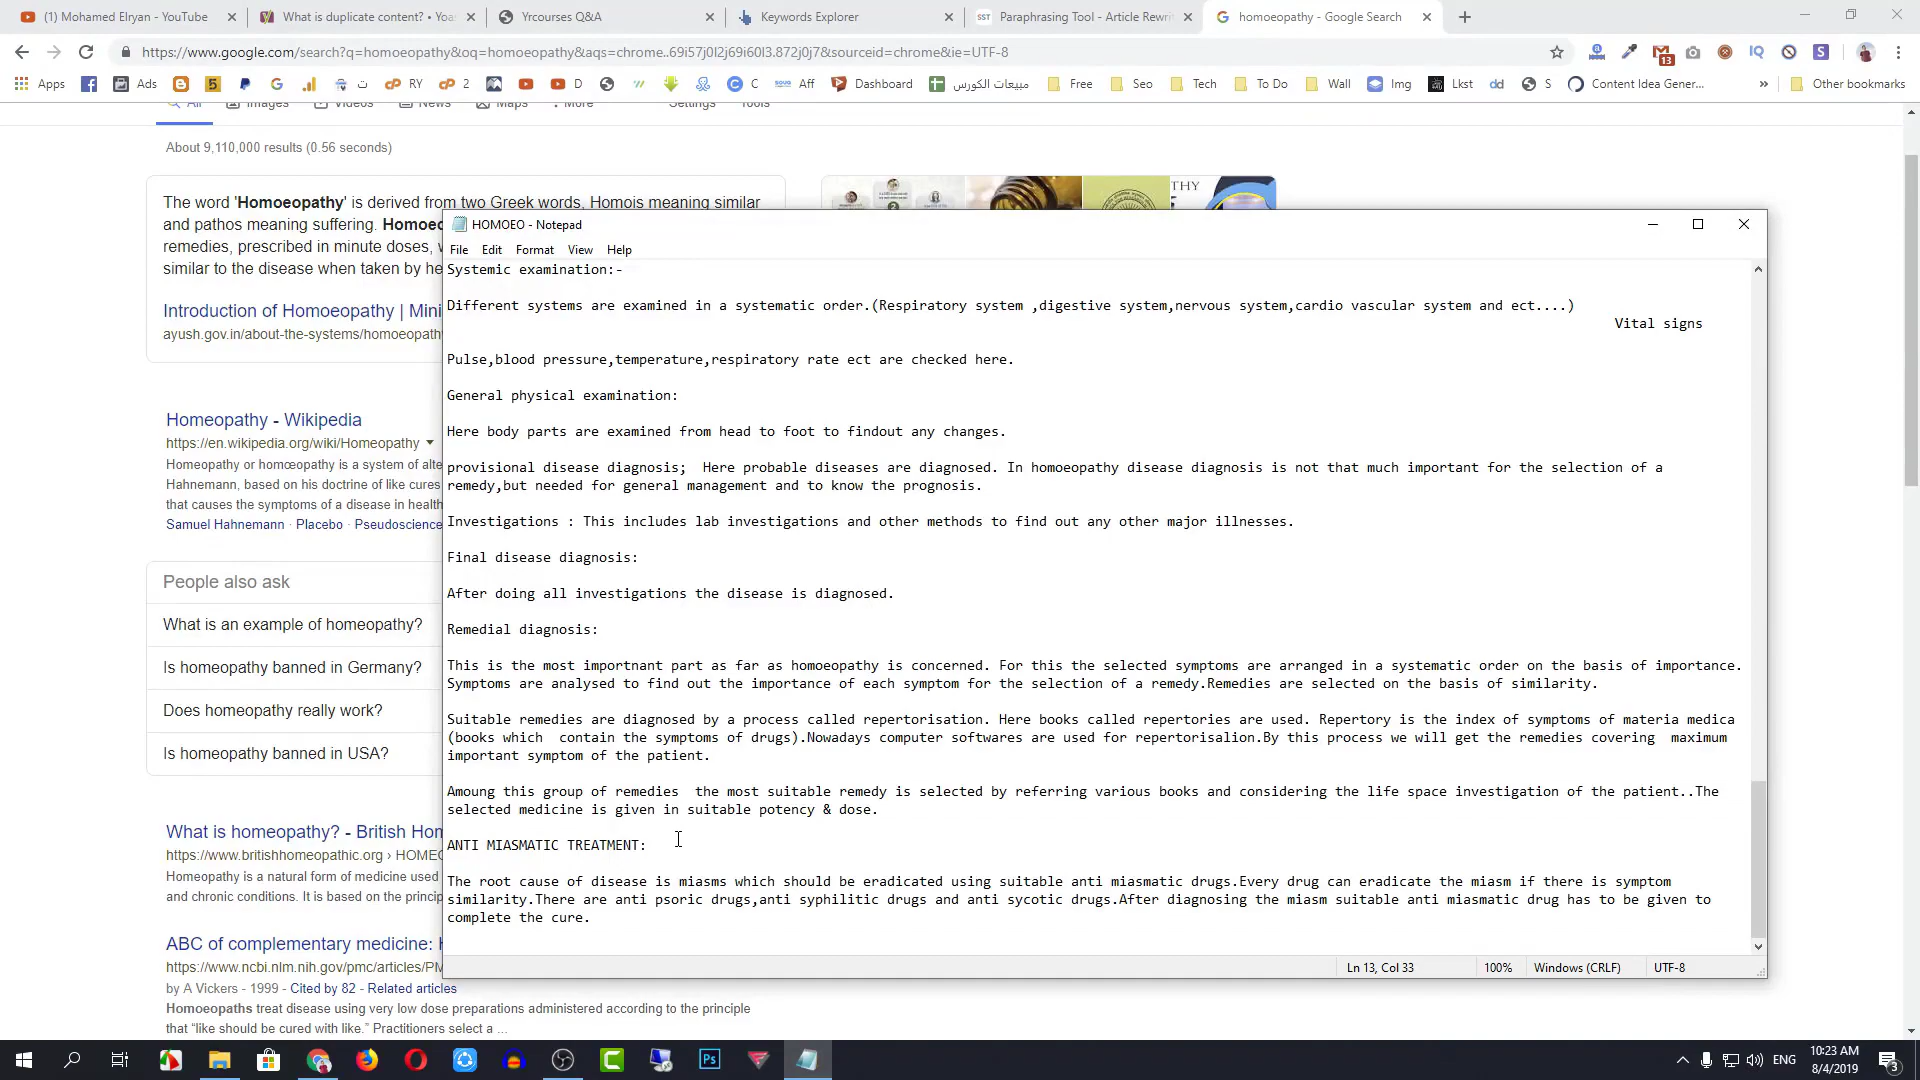 Mohamed Elryan - YouTube
What is duplicate content? • Yoas
Yrcourses Q&A
Keywords Explorer
SST
Paraphrasing Tool - Article Rewri
homoeopathy - Google Search
https://www.google.com/search?q=homoeopathy&oq=homoeopathy&aqs=chrome..69i57j0l2j69i60l3.872j0j7&sourceid=chrome&ie=UTF-8
13
IQ
S
Apps
Ads
5
ت
RY
2
D
C
Aff
Dashboard
مبيعات الكورس
Free
Seo
Tech
To Do
Wall
Img
Lkst
dd
S
Content Idea Gener...
»
Other bookmarks
All
Images
Videos
News
Maps
More
Settings
Tools
About 9,110,000 results (0.56 seconds)
The word 'Homoeopathy' is derived from two Greek words, Homois meaning similar
and pathos meaning suffering. Homoeo
remedies, prescribed in minute doses, w
similar to the disease when taken by he
Introduction of Homoeopathy | Mini
ayush.gov.in/about-the-systems/homoeopath
Homeopathy - Wikipedia
https://en.wikipedia.org/wiki/Homeopathy
Homeopathy or homœopathy is a system of alte
Hahnemann, based on his doctrine of like cures
that causes the symptoms of a disease in health
Samuel Hahnemann · Placebo · Pseudoscience
People also ask
What is an example of homeopathy?
Is homeopathy banned in Germany?
Does homeopathy really work?
Is homeopathy banned in USA?
What is homeopathy? - British Hom
https://www.britishhomeopathic.org › HOMEO
Homeopathy is a natural form of medicine used
and chronic conditions. It is based on the princip
ABC of complementary medicine: H
https://www.ncbi.nlm.nih.gov/pmc/articles/PM
by A Vickers - 1999 - Cited by 82 - Related articles
Homeopaths treat disease using very low dose preparations administered according to the principle
that “like should be cured with like.” Practitioners select a ...
THY
HOMOEO - Notepad
File Edit Format View Help
Systemic examination:-
Different systems are examined in a systematic order.(Respiratory system ,digestive system,nervous system,cardio vascular system and ect....)
Vital signs
Pulse,blood pressure,temperature,respiratory rate ect are checked here.
General physical examination:
Here body parts are examined from head to foot to findout any changes.
provisional disease diagnosis;  Here probable diseases are diagnosed. In homoeopathy disease diagnosis is not that much important for the selection of a
remedy,but needed for general management and to know the prognosis.
Investigations : This includes lab investigations and other methods to find out any other major illnesses.
Final disease diagnosis:
After doing all investigations the disease is diagnosed.
Remedial diagnosis:
This is the most importnant part as far as homoeopathy is concerned. For this the selected symptoms are arranged in a systematic order on the basis of importance.
Symptoms are analysed to find out the importance of each symptom for the selection of a remedy.Remedies are selected on the basis of similarity.
Suitable remedies are diagnosed by a process called repertorisation. Here books called repertories are used. Repertory is the index of symptoms of materia medica
(books which  contain the symptoms of drugs).Nowadays computer softwares are used for repertorisalion.By this process we will get the remedies covering  maximum
important symptom of the patient.
Amoung this group of remedies  the most suitable remedy is selected by referring various books and considering the life space investigation of the patient..The
selected medicine is given in suitable potency & dose.
ANTI MIASMATIC TREATMENT:
The root cause of disease is miasms which should be eradicated using suitable anti miasmatic drugs.Every drug can eradicate the miasm if there is symptom
similarity.There are anti psoric drugs,anti syphilitic drugs and anti sycotic drugs.After diagnosing the miasm suitable anti miasmatic drug has to be given to
complete the cure.
Ln 13, Col 33
100%
Windows (CRLF)
UTF-8
Ps
ENG
10:23 AM
8/4/2019
3